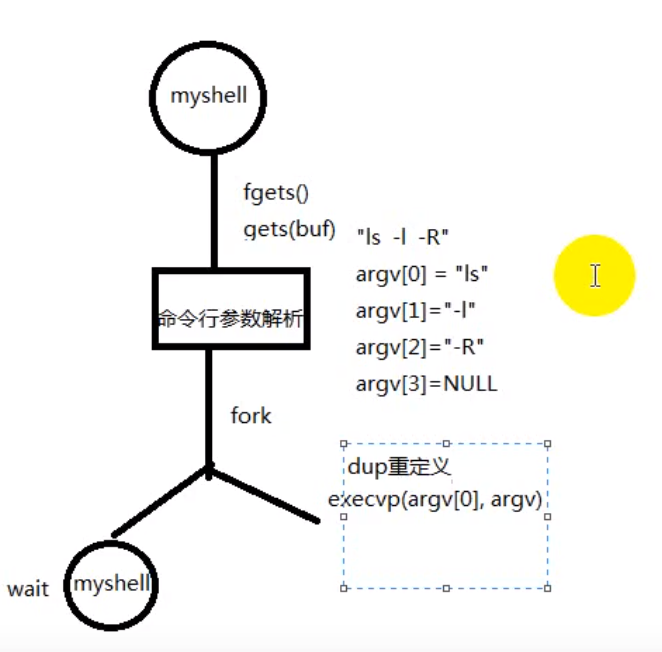 myshell
fgets()
gets(buf)
"ls -l -R"
argv[0] = "ls"
argv[1]="-l"
argv[2]="-R"
argv[3]=NULL
命令行参数解析
fork
dup重定义
execvp(argv[0], argv)
wait
myshell